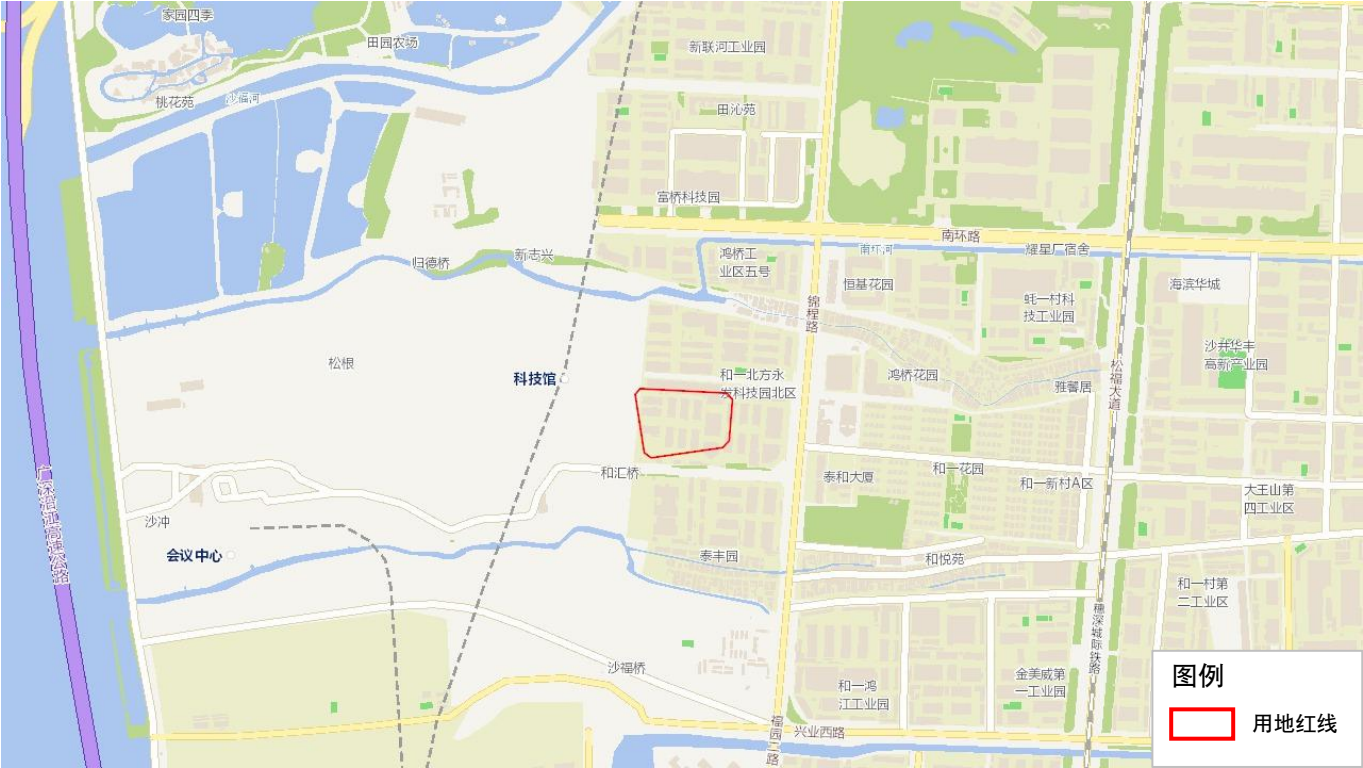 家园四季
田园农场
新联河工业园
桃花苑
沙福河
田沁苑
富桥科技园
南环路
新志兴
归德桥
鸿桥工
业区五号
南环河
耀星厂宿舍
恒基花园
海滨华城
蚝一村科
技工业园
锦程路
松根
科技馆
和一北方永
发科技园北区
鸿桥花园
雅馨居
松福大道
沙井华丰
高新产业园
和汇桥
泰和大厦
和一花园
和一新村A区
大王山第
四工业区
广深沿江高速公路
沙冲
会议中心
泰丰园
和悦苑
和一村第
二工业区
穗深城际铁路
沙福桥
和一鸿
江工业园
金美威第
一工业园
福园二路
兴业西路
图例
用地红线